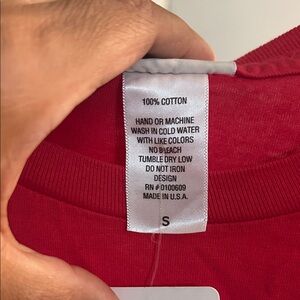 100% COTTON
HAND OR MACHINE
WASH IN COLD WATER
WITH LIKE COLORS
NO BLEACH
TUMBLE DRY LOW
DO NOT IRON
DESIGN
RN # D100609
MADE IN U.S.A.
S